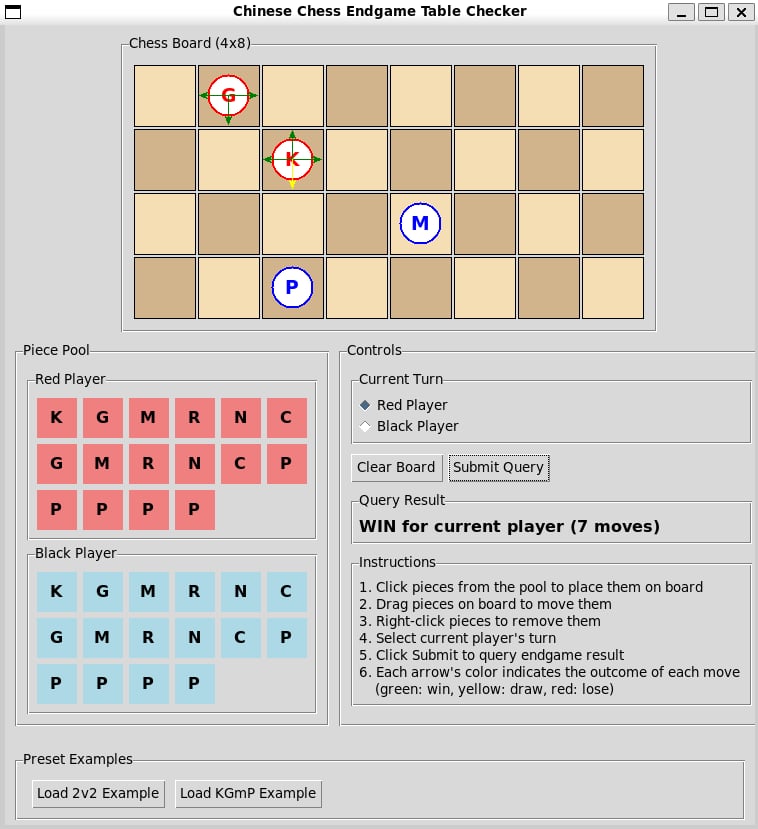 Chinese Chess Endgame Table Checker
Chess Board (4x8)
G
K
M
P
Piece Pool
Red Player
K G M R N C
G M R N C P
P P P P
Black Player
K G M R N C
G M R N C P
P P P P
Controls
Current Turn
Red Player
Black Player
Clear Board Submit Query
Query Result
WIN for current player (7 moves)
Instructions
1. Click pieces from the pool to place them on board
2. Drag pieces on board to move them
3. Right-click pieces to remove them
4. Select current player's turn
5. Click Submit to query endgame result
6. Each arrow's color indicates the outcome of each move
(green: win, yellow: draw, red: lose)
Preset Examples
Load 2v2 Example Load KGmP Example